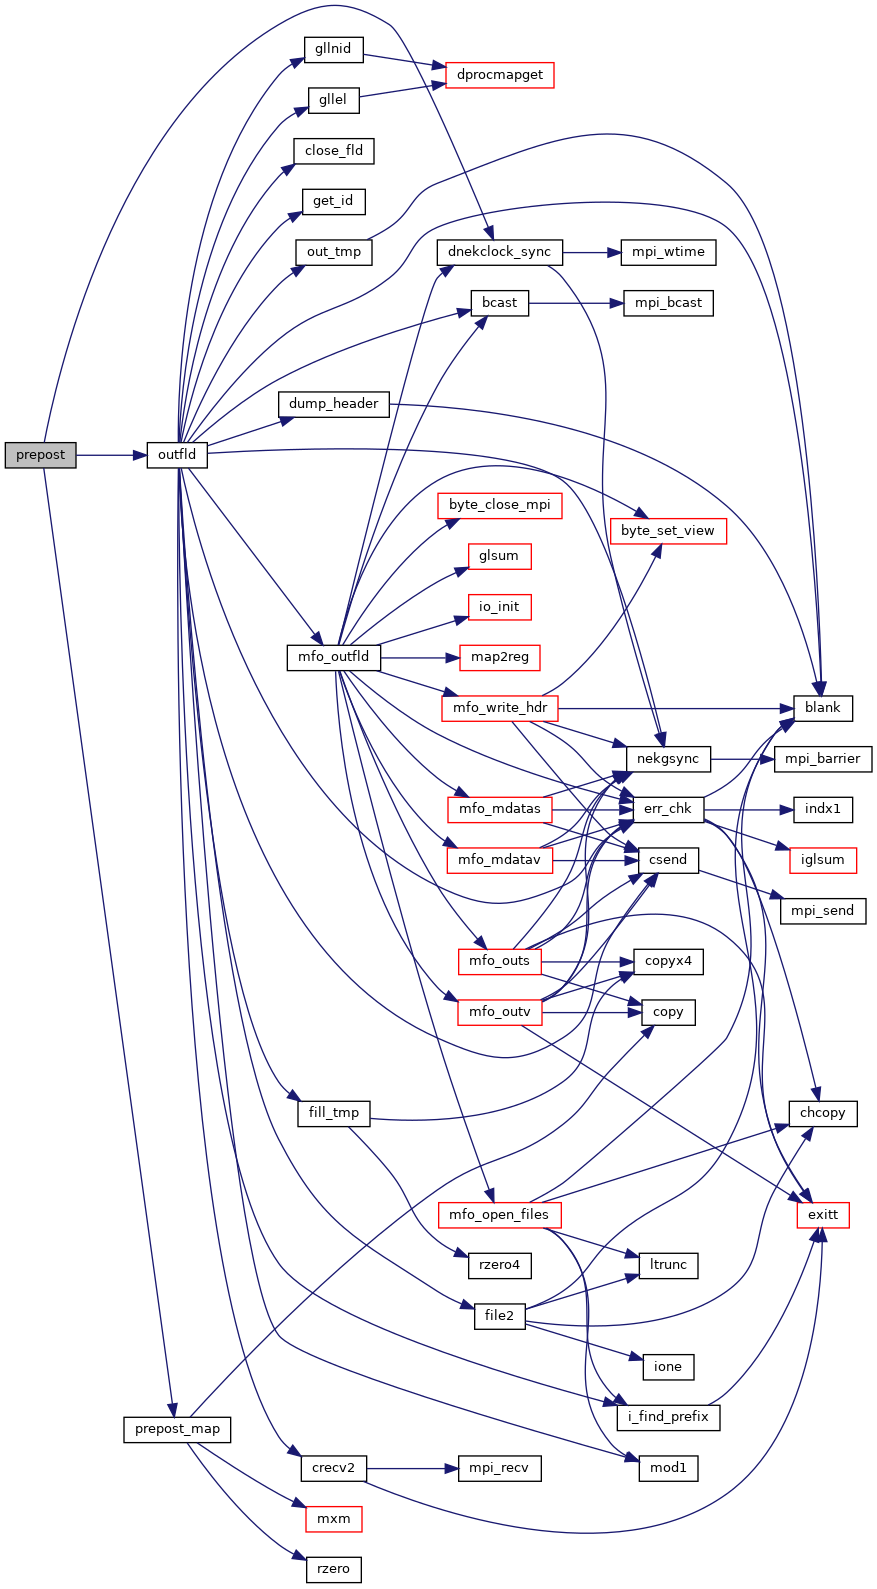 gllnid
dprocmapget
gllel
close_fld
get_id
out_tmp
dnekclock_sync
mpi_wtime
bcast
mpi_bcast
dump_header
prepost
outfld
byte_close_mpi
byte_set_view
glsum
io_init
mfo_outfld
map2reg
mfo_write_hdr
blank
nekgsync
mpi_barrier
mfo_mdatas
err_chk
indx1
mfo_mdatav
csend
iglsum
mpi_send
mfo_outs
copyx4
mfo_outv
copy
fill_tmp
chcopy
mfo_open_files
exitt
rzero4
ltrunc
file2
ione
i_find_prefix
prepost_map
crecv2
mpi_recv
mod1
mxm
rzero